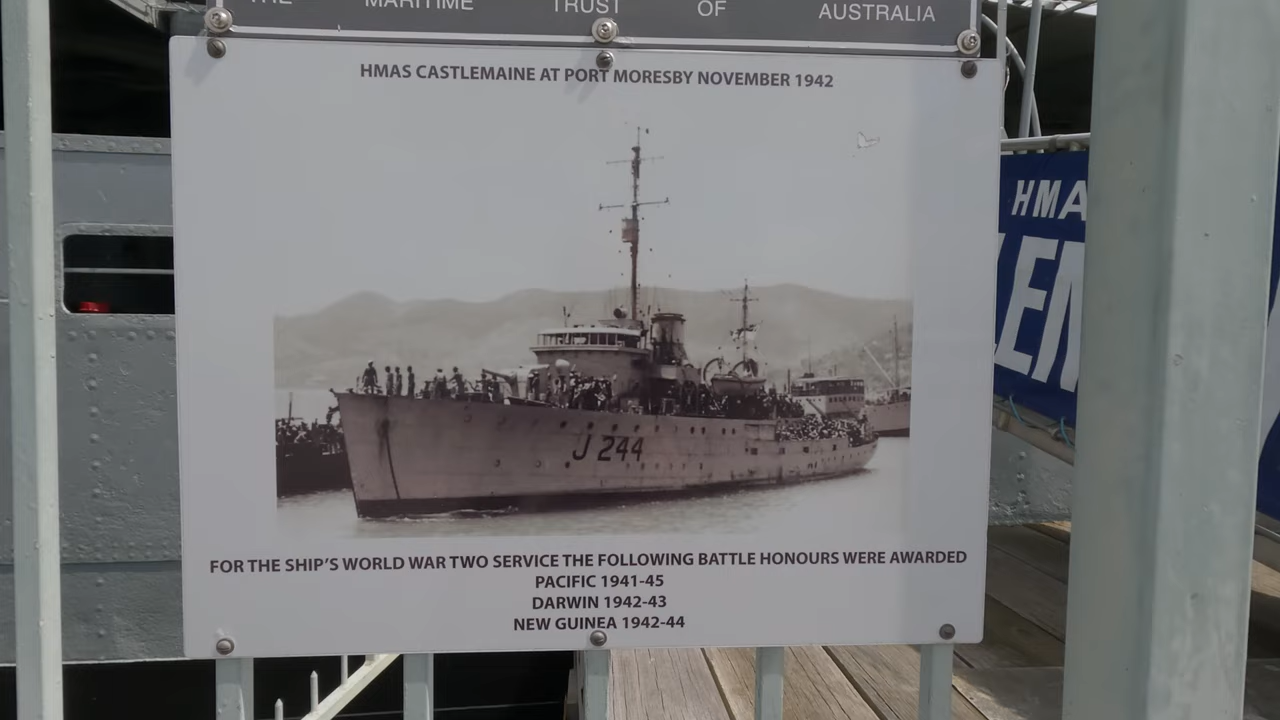 THE MARITIME TRUST OF AUSTRALIA
HMAS CASTLEMAINE AT PORT MORESBY NOVEMBER 1942
J 244
FOR THE SHIP'S WORLD WAR TWO SERVICE THE FOLLOWING BATTLE HONOURS WERE AWARDED
PACIFIC 1941-45
DARWIN 1942-43
NEW GUINEA 1942-44
HMA
LEM